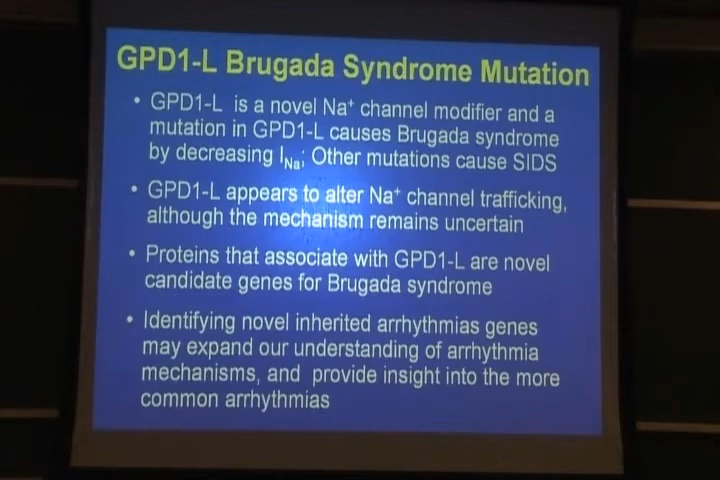 GPD1-L Brugada Syndrome Mutation
• GPD1-L is a novel Na⁺ channel modifier and a
mutation in GPD1-L causes Brugada syndrome
by decreasing I_Na; Other mutations cause SIDS
• GPD1-L appears to alter Na⁺ channel trafficking,
although the mechanism remains uncertain
• Proteins that associate with GPD1-L are novel
candidate genes for Brugada syndrome
• Identifying novel inherited arrhythmias genes
may expand our understanding of arrhythmia
mechanisms, and provide insight into the more
common arrhythmias